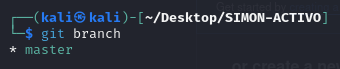 ┌──(kali㉿kali)-[~/Desktop/SIMON-ACTIVO]
└─$ git branch
* master